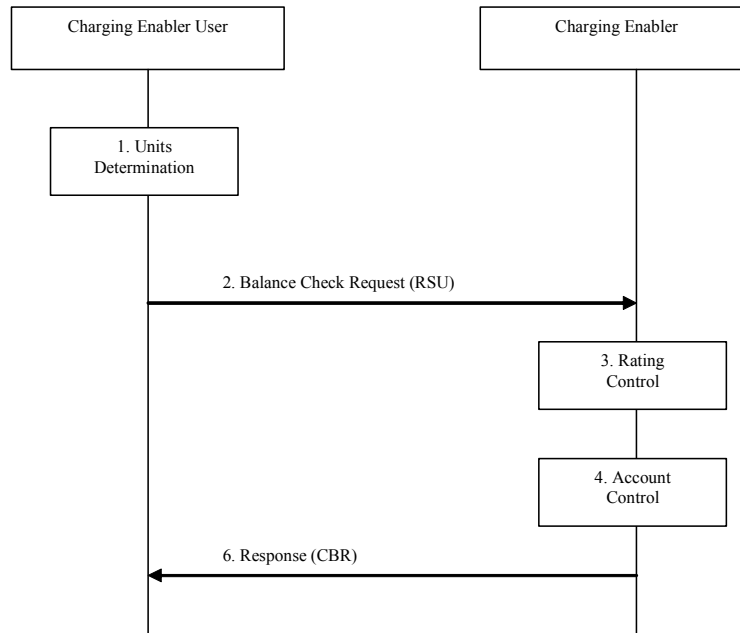 Charging Enabler User
Charging Enabler
1. Units
Determination
2. Balance Check Request (RSU)
3. Rating
Control
4. Account
Control
6. Response (CBR)